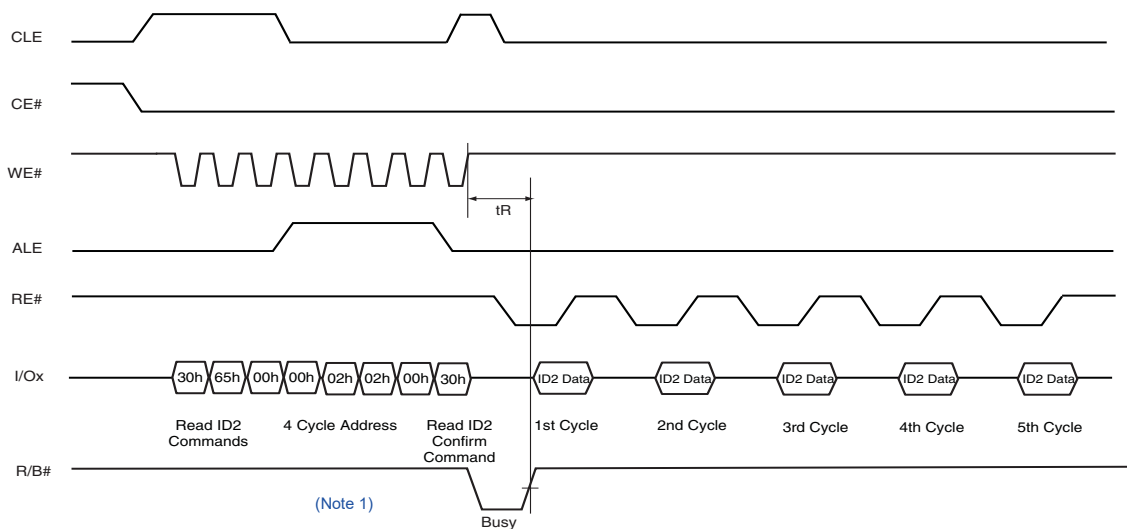 CLE
CE#
WE#
tR
ALE
RE#
I/Ox
30h 65h 00h 00h 02h 02h 00h 30h ID2 Data ID2 Data ID2 Data ID2 Data ID2 Data
Read ID2
Commands
4 Cycle Address
Read ID2
Confirm
Command
1st Cycle
2nd Cycle
3rd Cycle
4th Cycle
5th Cycle
R/B#
(Note 1)
Busy